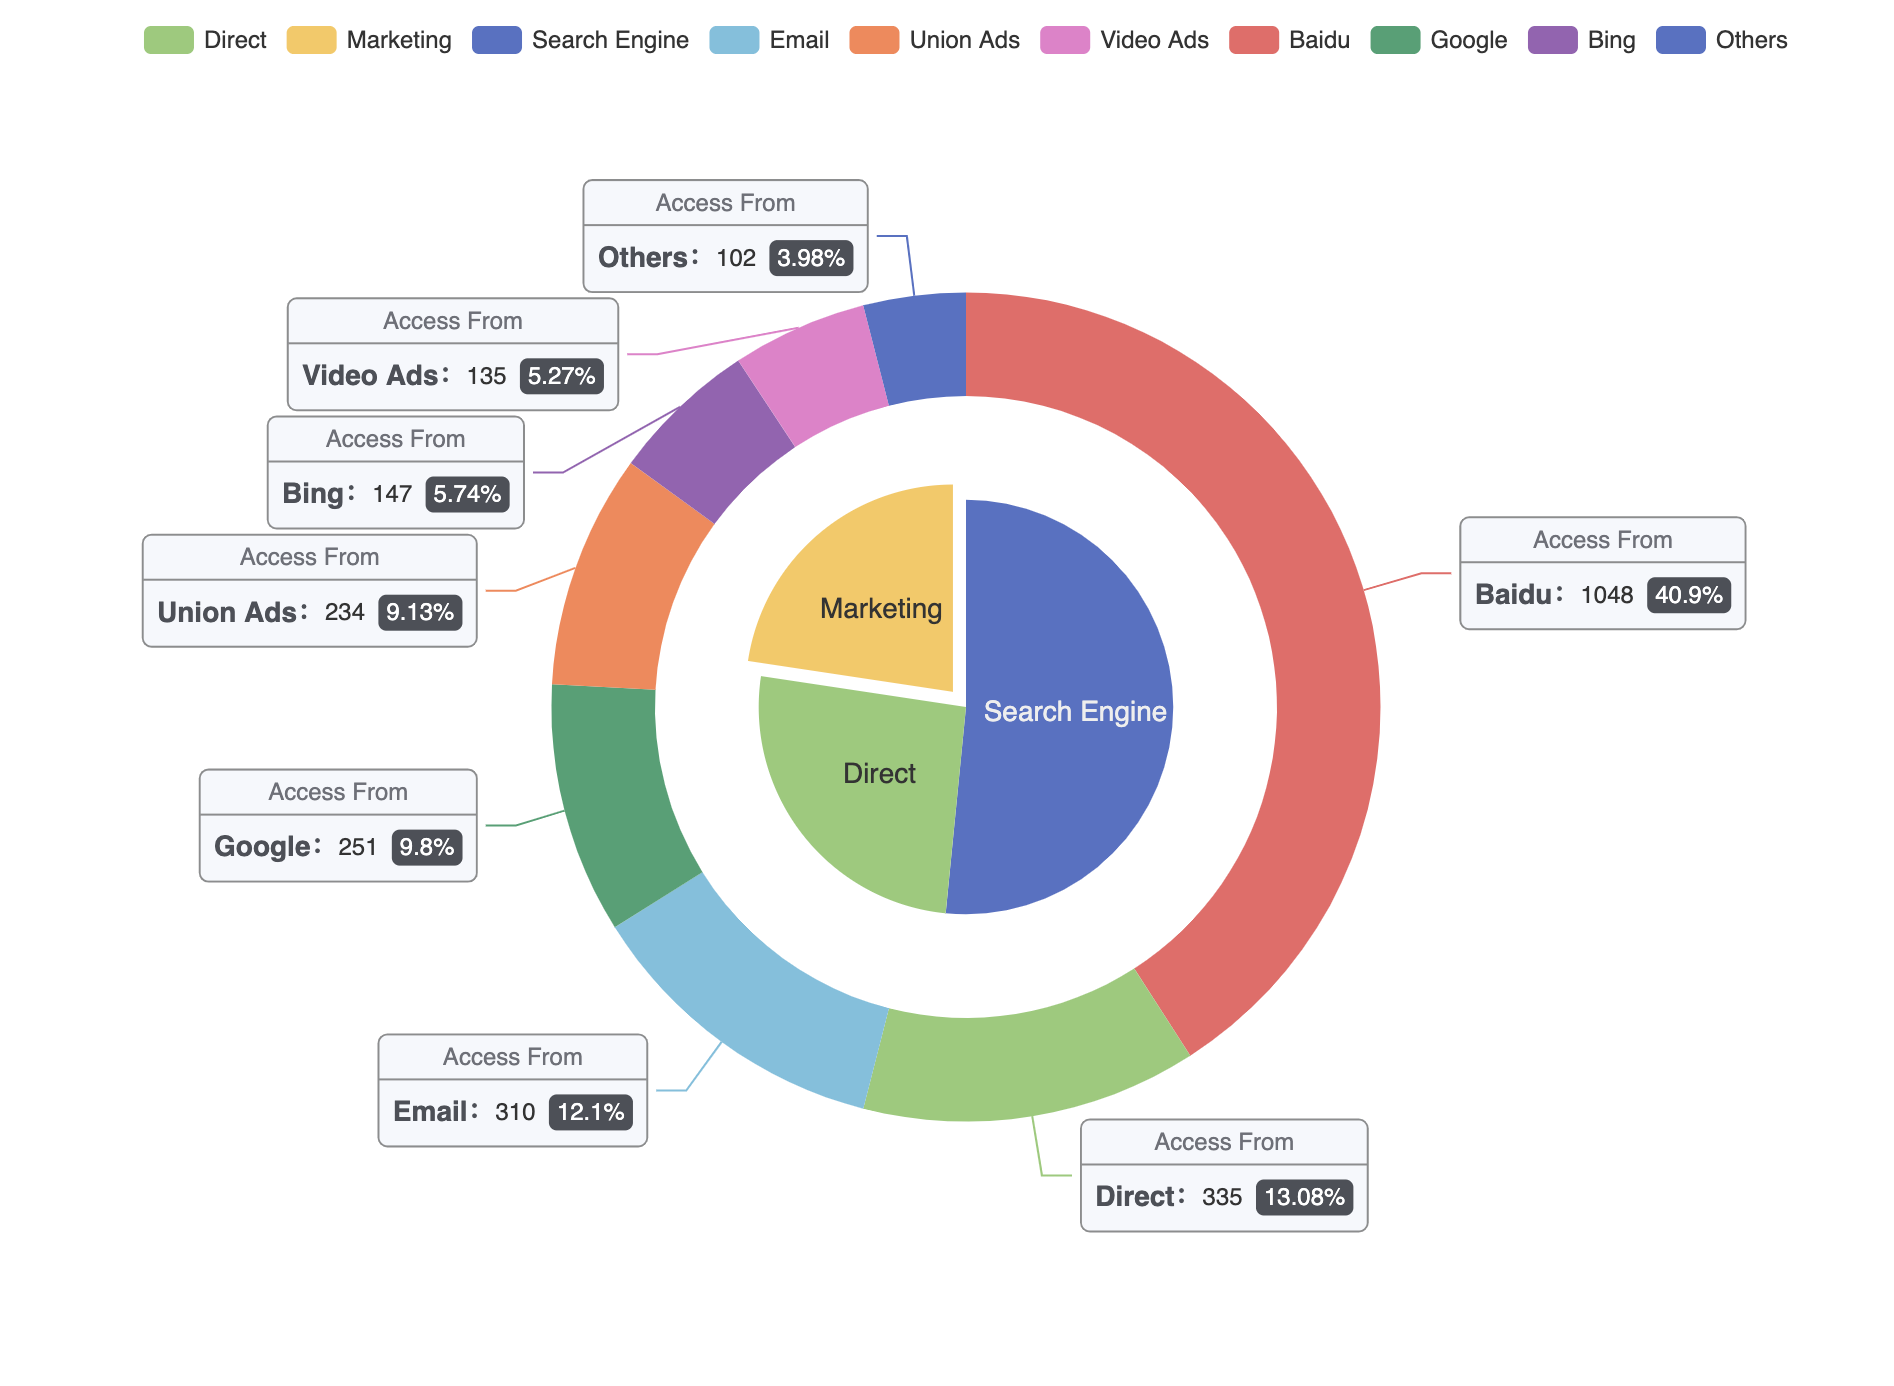 Direct Marketing Search Engine Email Union Ads Video Ads Baidu Google Bing Others
Access From
Others: 102 3.98%
Access From
Video Ads: 135 5.27%
Access From
Bing: 147 5.74%
Access From
Union Ads: 234 9.13%
Access From
Baidu: 1048 40.9%
Marketing
Search Engine
Direct
Access From
Google: 251 9.8%
Access From
Email: 310 12.1%
Access From
Direct: 335 13.08%